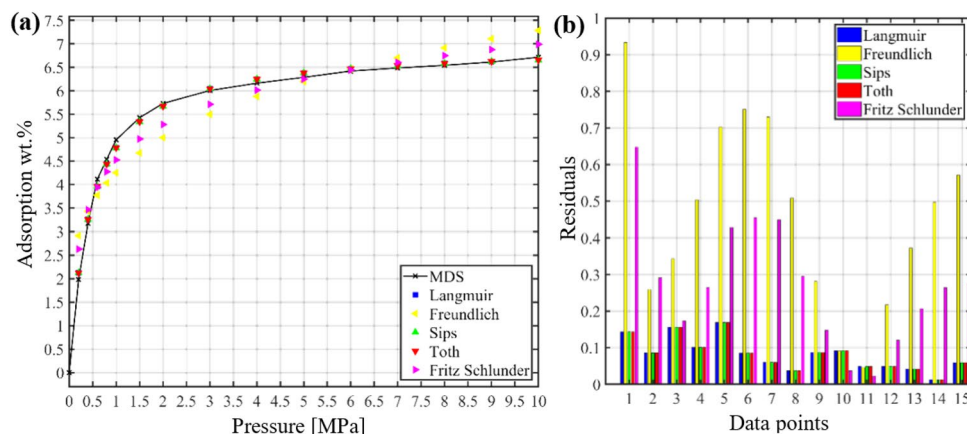 (a)
7.5
7
6.5
6
5.5
5
4.5
4
3.5
3
2.5
2
1.5
1
0.5
0
Adsorption wt.%
MDS
Langmuir
Freundlich
Sips
Toth
Fritz Schlunder
0 0.5 1 1.5 2 2.5 3 3.5 4 4.5 5 5.5 6 6.5 7 7.5 8 8.5 9 9.5 10
Pressure [MPa]
(b)
1
0.9
0.8
0.7
0.6
0.5
0.4
0.3
0.2
0.1
0
Residuals
Langmuir
Freundlich
Sips
Toth
Fritz Schlunder
1 2 3 4 5 6 7 8 9 10 11 12 13 14 15
Data points